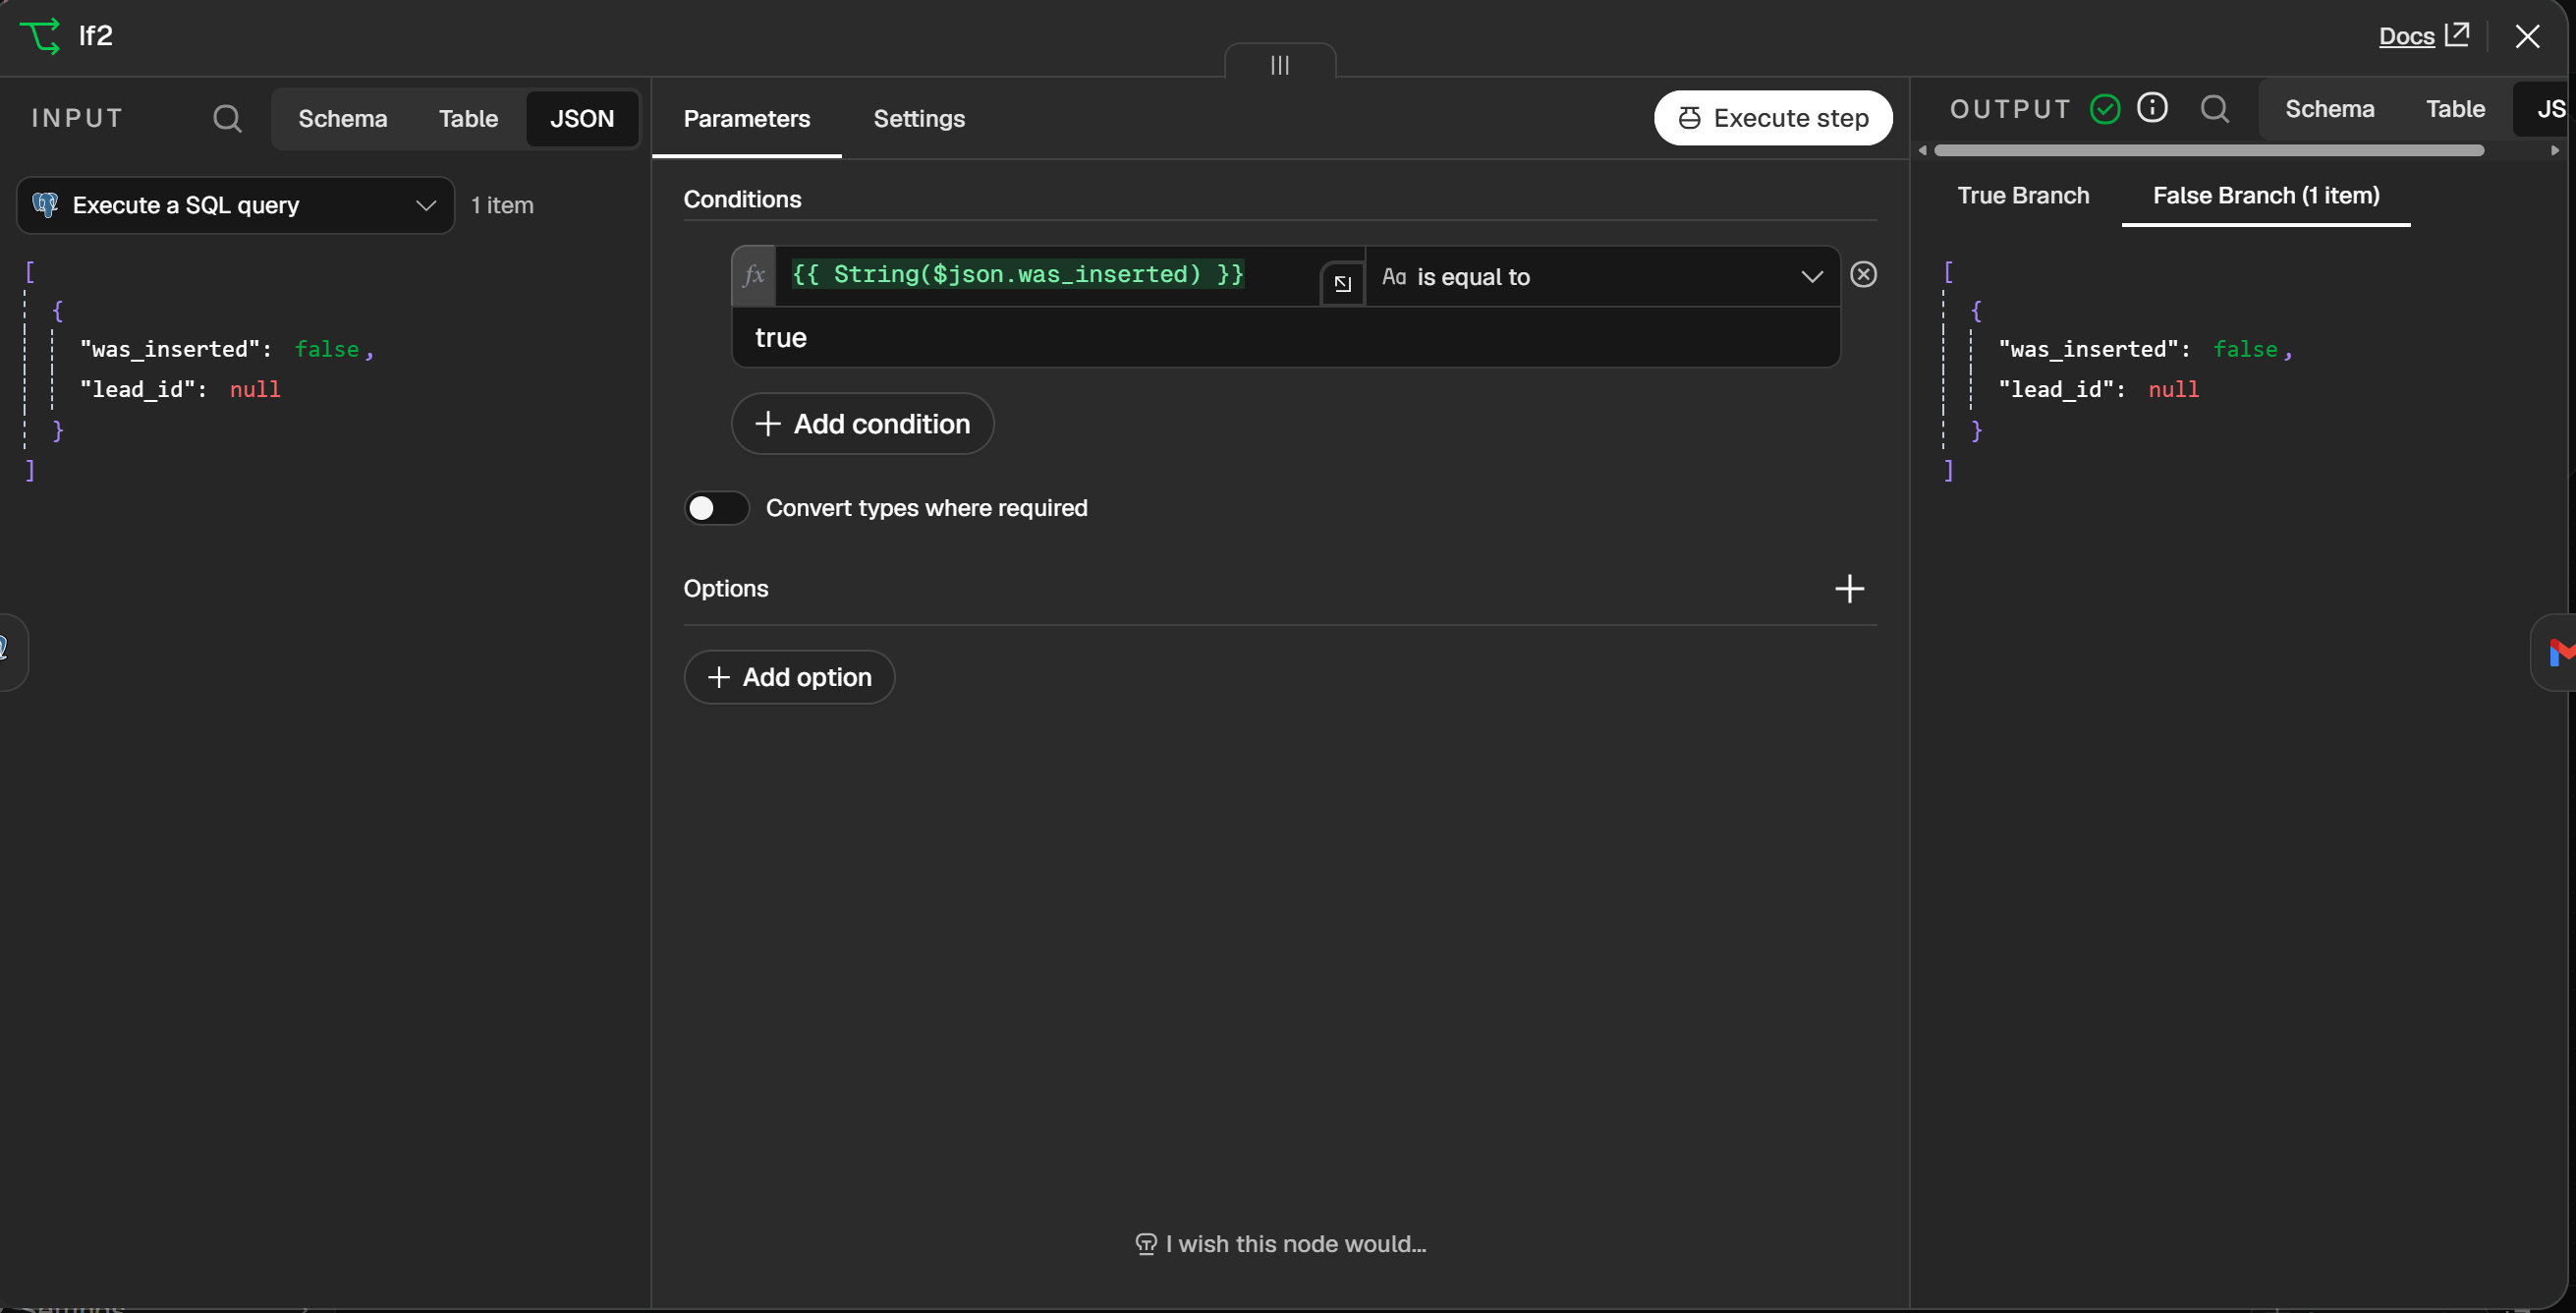 If2
Docs
INPUT
Schema
Table
JSON
Execute a SQL query
1 item
[
{
"was_inserted": false,
"lead_id": null
}
]
Parameters
Settings
Execute step
Conditions
fx
{{ String($json.was_inserted) }}
Aa is equal to
true
Add condition
Convert types where required
Options
Add option
I wish this node would...
OUTPUT
Schema
Table
JS
True Branch
False Branch (1 item)
[
{
"was_inserted": false,
"lead_id": null
}
]